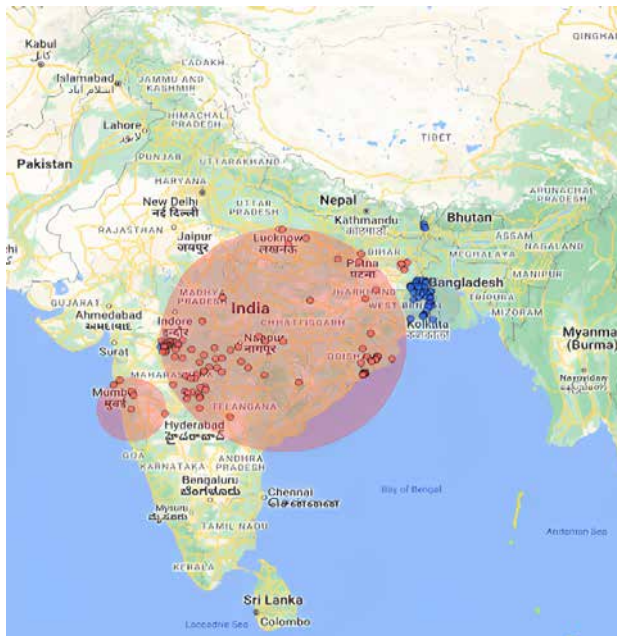 Kabul
کابل
LADAKH
QINGHAI
Islamabad
اسلام آباد
JAMMU AND
KASHMIR
Lahore
لاہور
HIMACHAL
PRADESH
TIBET
Pakistan
PUNJAB
UTTARAKHAND
HARYANA
New Delhi
नई दिल्ली
UTTAR
PRADESH
Nepal
Kathmandu
काठमाडौं
Bhutan
ARUNACHAL
PRADESH
RAJASTHAN
Jaipur
जयपुर
Lucknow
लखनऊ
ASSAM
NAGALAND
BIHAR
Patna
पटना
MEGHALAYA
MANIPUR
GUJARAT
Ahmedabad
અમદાવાદ
MADHYA
PRADESH
India
JHARKHAND
WEST
Bangladesh
TRIPURA
MIZORAM
Indore
इन्दौर
CHHATTISGARH
Kolkata
Surat
Nagpur
नागपुर
ODISHA
Myanmar
(Burma)
MAHARASHTRA
Mumbai
मुंबई
TELANGANA
Hyderabad
హైదరాబాద్
GOA
KARNATAKA
ANDHRA
PRADESH
Bengaluru
ಬೆಂಗಳೂರು
Chennai
சென்னை
Bay of Bengal
Mysuru
ಮೈಸೂರು
TAMIL NADU
Andaman Sea
KERALA
Sri Lanka
Colombo
Laccadive Sea